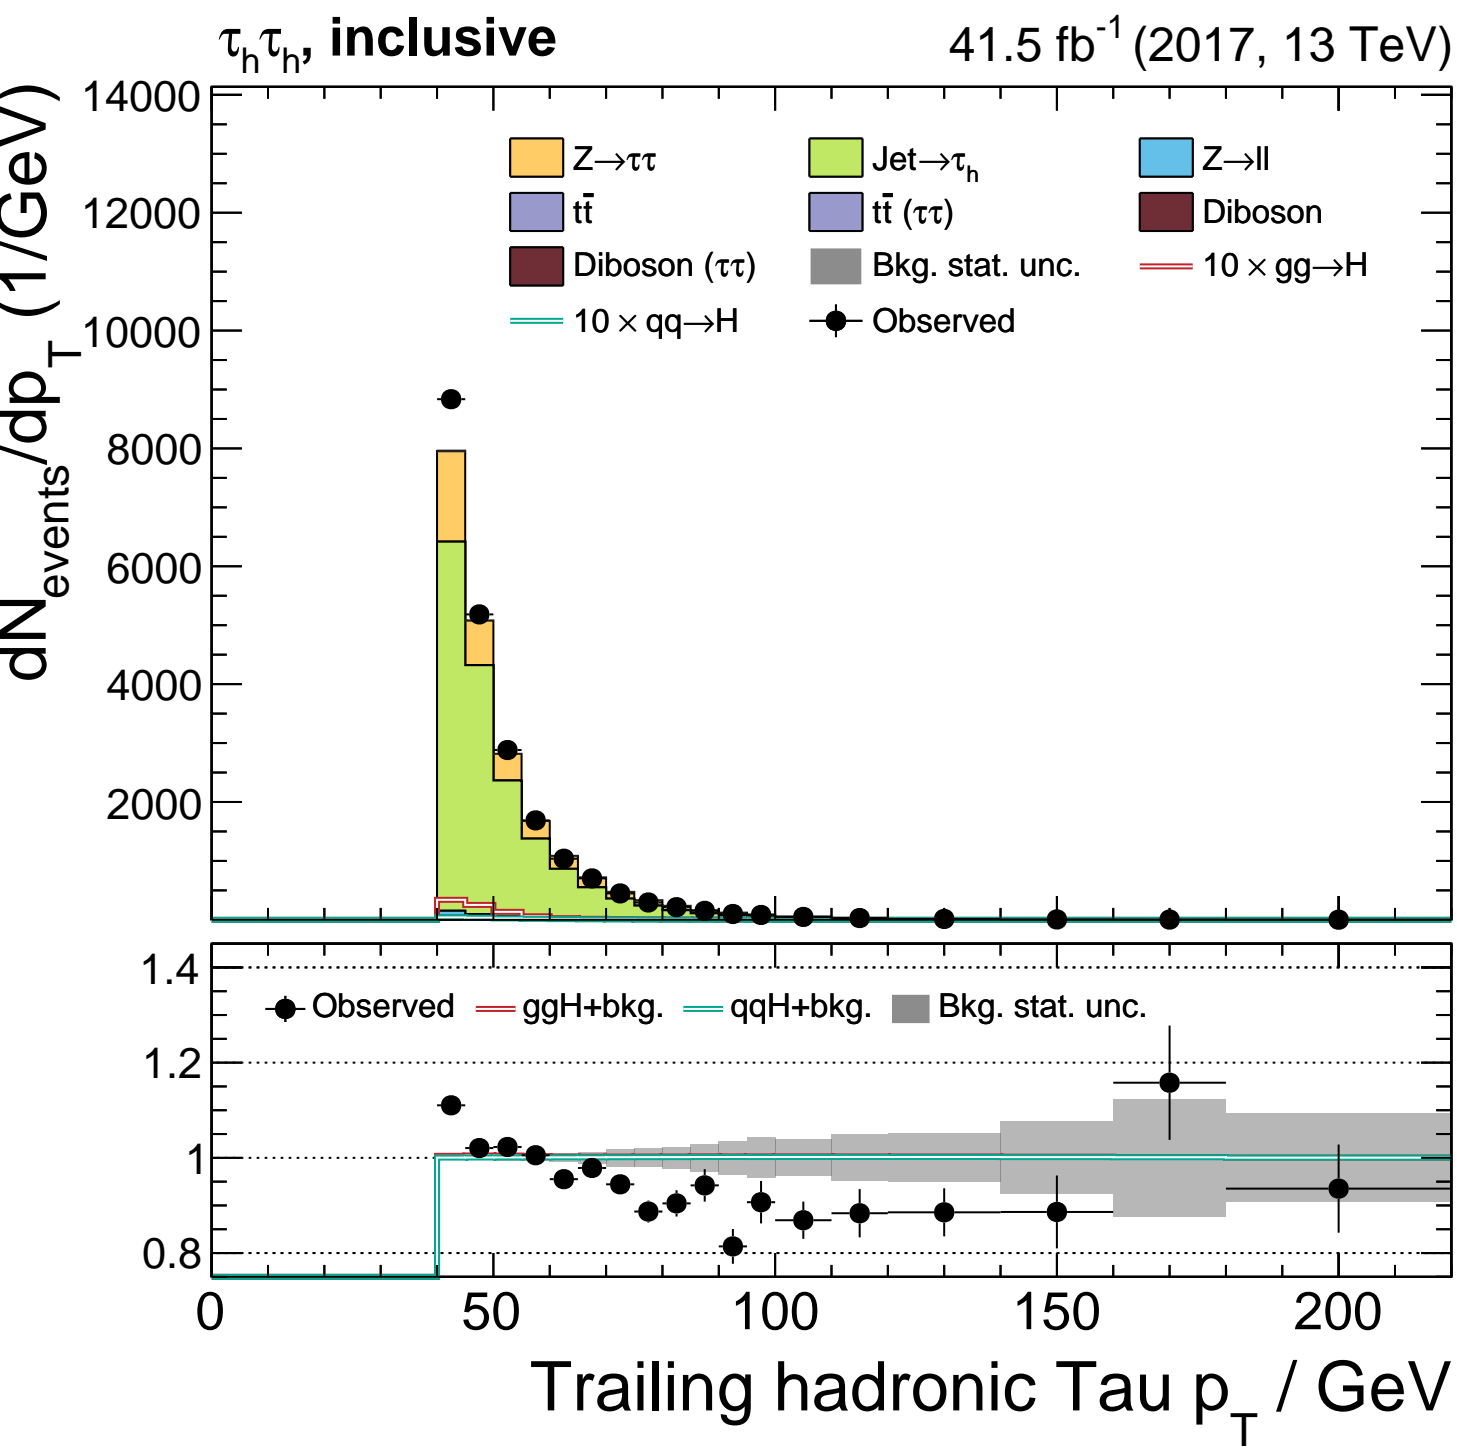 τhτh, inclusive 41.5 fb-1 (2017, 13 TeV)
dNevents/dpT (1/GeV)
14000
12000
10000
8000
6000
4000
2000
Z→ττ Jet→τh Z→ll
tt̄ tt̄ (ττ) Diboson
Diboson (ττ) Bkg. stat. unc. 10 × gg→H
10 × qq→H Observed
1.4
1.2
1
0.8
Observed ggH+bkg. qqH+bkg. Bkg. stat. unc.
0 50 100 150 200
Trailing hadronic Tau pT / GeV